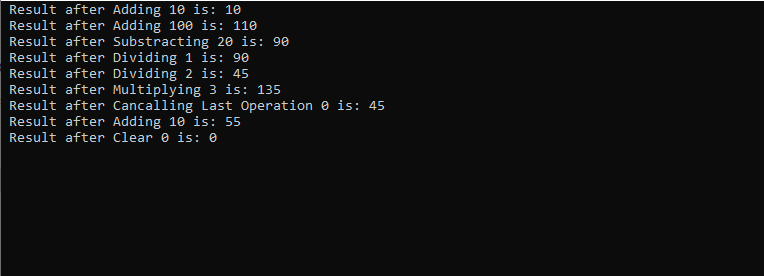 Result after Adding 10 is: 10
Result after Adding 100 is: 110
Result after Substracting 20 is: 90
Result after Dividing 1 is: 90
Result after Dividing 2 is: 45
Result after Multiplying 3 is: 135
Result after Cancalling Last Operation 0 is: 45
Result after Adding 10 is: 55
Result after Clear 0 is: 0